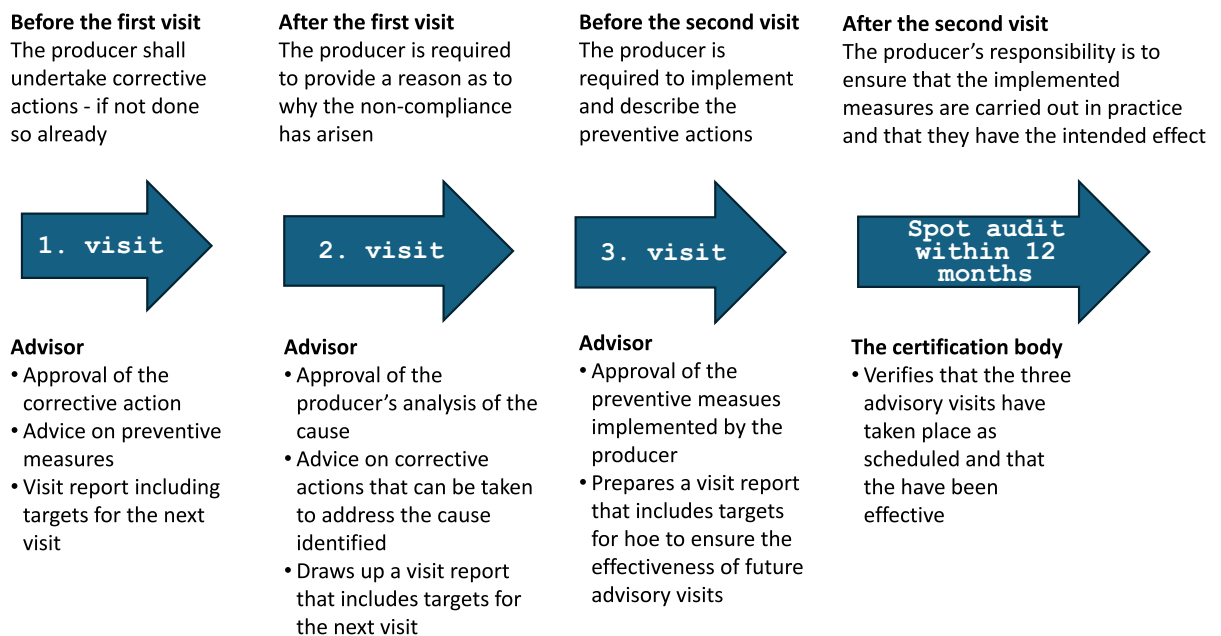 Before the first visit
The producer shall
undertake corrective
actions - if not done
so already
After the first visit
The producer is required
to provide a reason as to
why the non-compliance
has arisen
Before the second visit
The producer is
required to implement
and describe the
preventive actions
After the second visit
The producer’s responsibility is to
ensure that the implemented
measures are carried out in practice
and that they have the intended effect
1. visit
2. visit
3. visit
Spot audit
within 12
months
Advisor
• Approval of the
corrective action
• Advice on preventive
measures
• Visit report including
targets for the next
visit
Advisor
• Approval of the
producer’s analysis of the
cause
• Advice on corrective
actions that can be taken
to address the cause
identified
• Draws up a visit report
that includes targets for
the next visit
Advisor
• Approval of the
preventive measues
implemented by the
producer
• Prepares a visit report
that includes targets
for hoe to ensure the
effectiveness of future
advisory visits
The certification body
• Verifies that the three
advisory visits have
taken place as
scheduled and that
the have been
effective